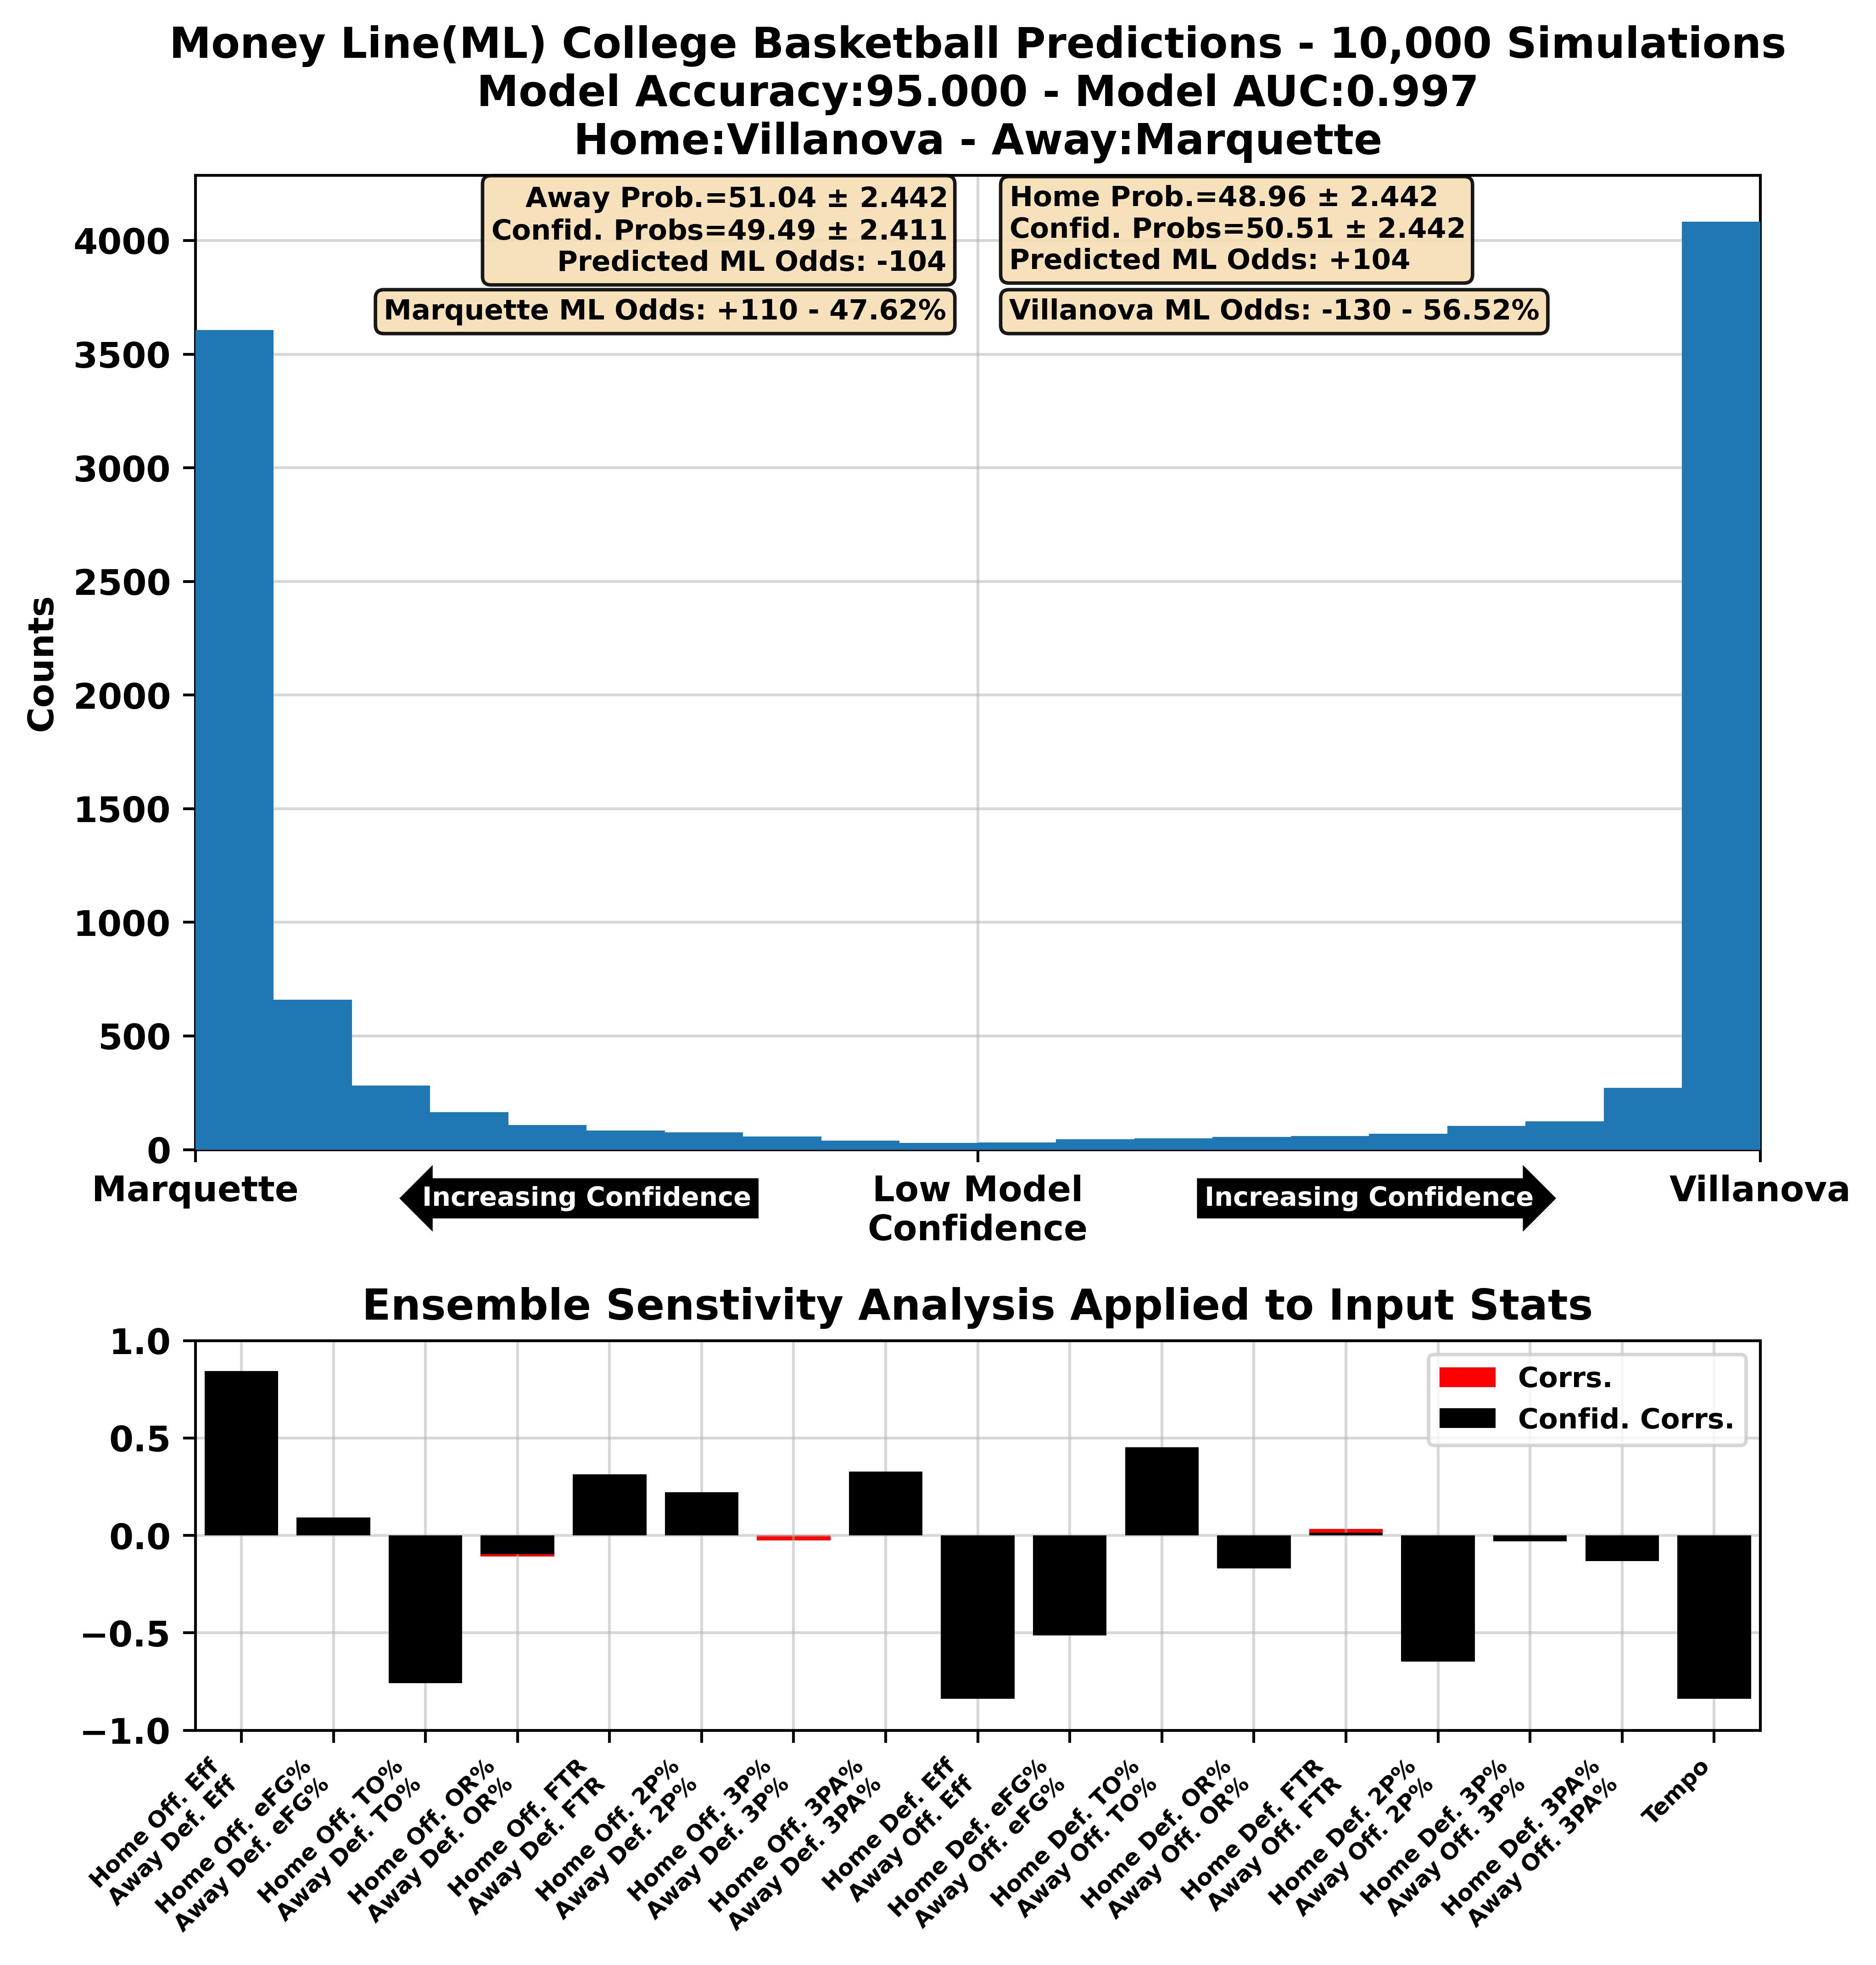 Money Line(ML) College Basketball Predictions - 10,000 Simulations
Model Accuracy:95.000 - Model AUC:0.997
Home:Villanova - Away:Marquette
Away Prob.=51.04 ± 2.442
Confid. Probs=49.49 ± 2.411
Predicted ML Odds: -104
Home Prob.=48.96 ± 2.442
Confid. Probs=50.51 ± 2.442
Predicted ML Odds: +104
Marquette ML Odds: +110 - 47.62%
Villanova ML Odds: -130 - 56.52%
Counts
4000
3500
3000
2500
2000
1500
1000
500
0
Marquette
Increasing Confidence
Low Model
Confidence
Increasing Confidence
Villanova
Ensemble Senstivity Analysis Applied to Input Stats
1.0
0.5
0.0
−0.5
−1.0
Corrs.
Confid. Corrs.
Home Off. Eff
Away Def. Eff
Home Off. eFG%
Away Def. eFG%
Home Off. TO%
Away Def. TO%
Home Off. OR%
Away Def. OR%
Home Off. FTR
Away Def. FTR
Home Off. 2P%
Away Def. 2P%
Home Off. 3P%
Away Def. 3P%
Home Off. 3PA%
Away Def. 3PA%
Home Def. Eff
Away Off. Eff
Home Def. eFG%
Away Off. eFG%
Home Def. TO%
Away Off. TO%
Home Def. OR%
Away Off. OR%
Home Def. FTR
Away Off. FTR
Home Def. 2P%
Away Off. 2P%
Home Def. 3P%
Away Off. 3P%
Home Def. 3PA%
Away Off. 3PA%
Tempo